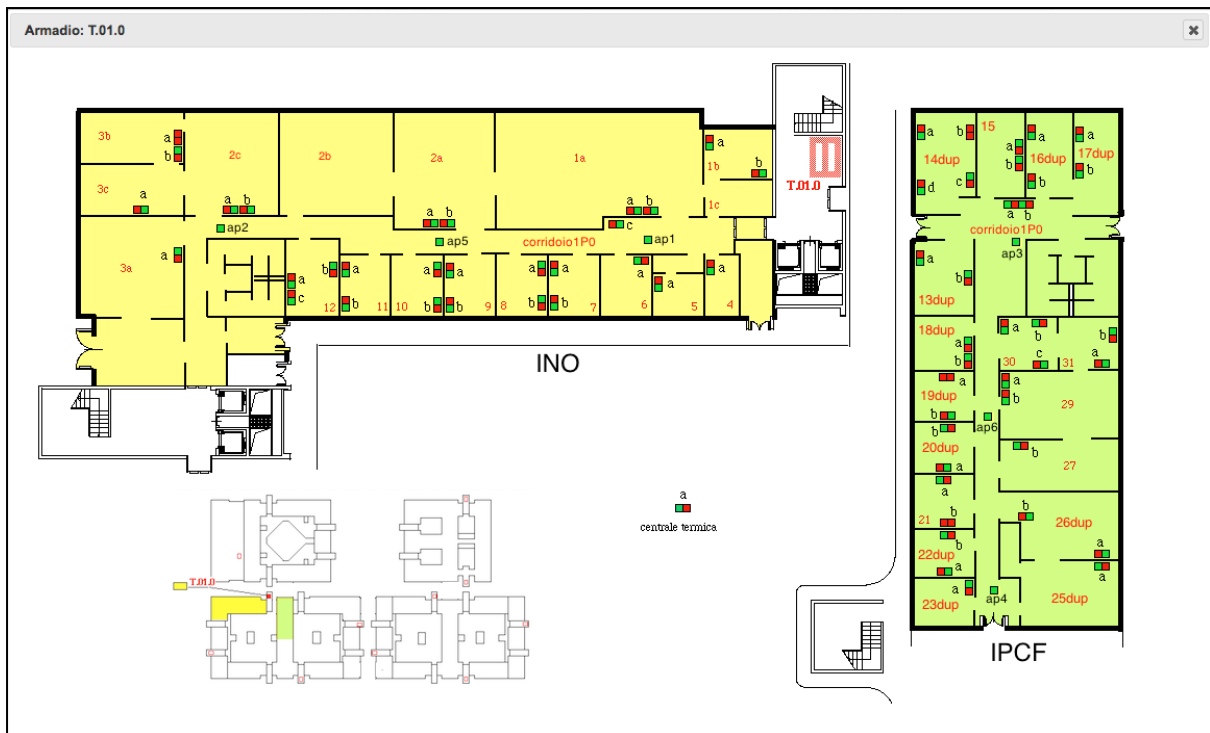 Armadio: T.01.0
3b
a
b
2c
2b
2a
1a
a
1b
b
3c
a
a b
a b
a b
1c
c
T.01.0
ap2
ap5
corridoio1P0
ap1
3a
a
a
c
12
b
a
b
11
10
a
b
a
b
9
8
a
b
a
b
7
a
6
a
5
a
4
INO
a
14dup
d
b
c
15
a
b
a
16dup
b
a
17dup
b
a b
corridoio1P0
ap3
a
b
13dup
18dup
a
b
a
b
c
30
31
b
a
19dup
a
b
a
b
29
ap6
b
20dup
a
b
27
a
21
b
b
26dup
22dup
b
a
a
a
23dup
a
ap4
25dup
IPCF
a
centrale termica
T.01.0